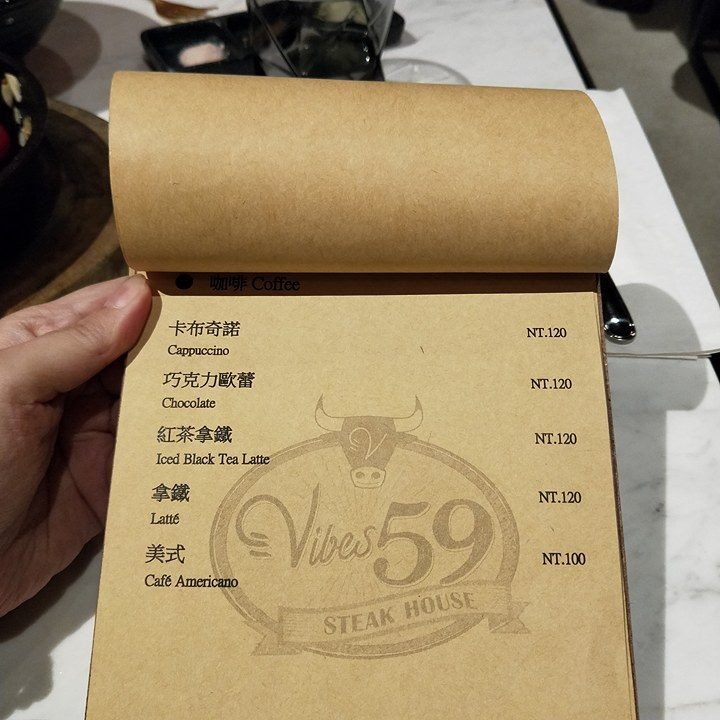 ● 咖啡 Coffee
卡布奇諾 NT.120
Cappuccino
巧克力歐蕾 NT.120
Chocolate
紅茶拿鐵 NT.120
Iced Black Tea Latte
拿鐵 NT.120
Latté
美式 NT.100
Café Americano
V
Vibes 59
STEAK HOUSE